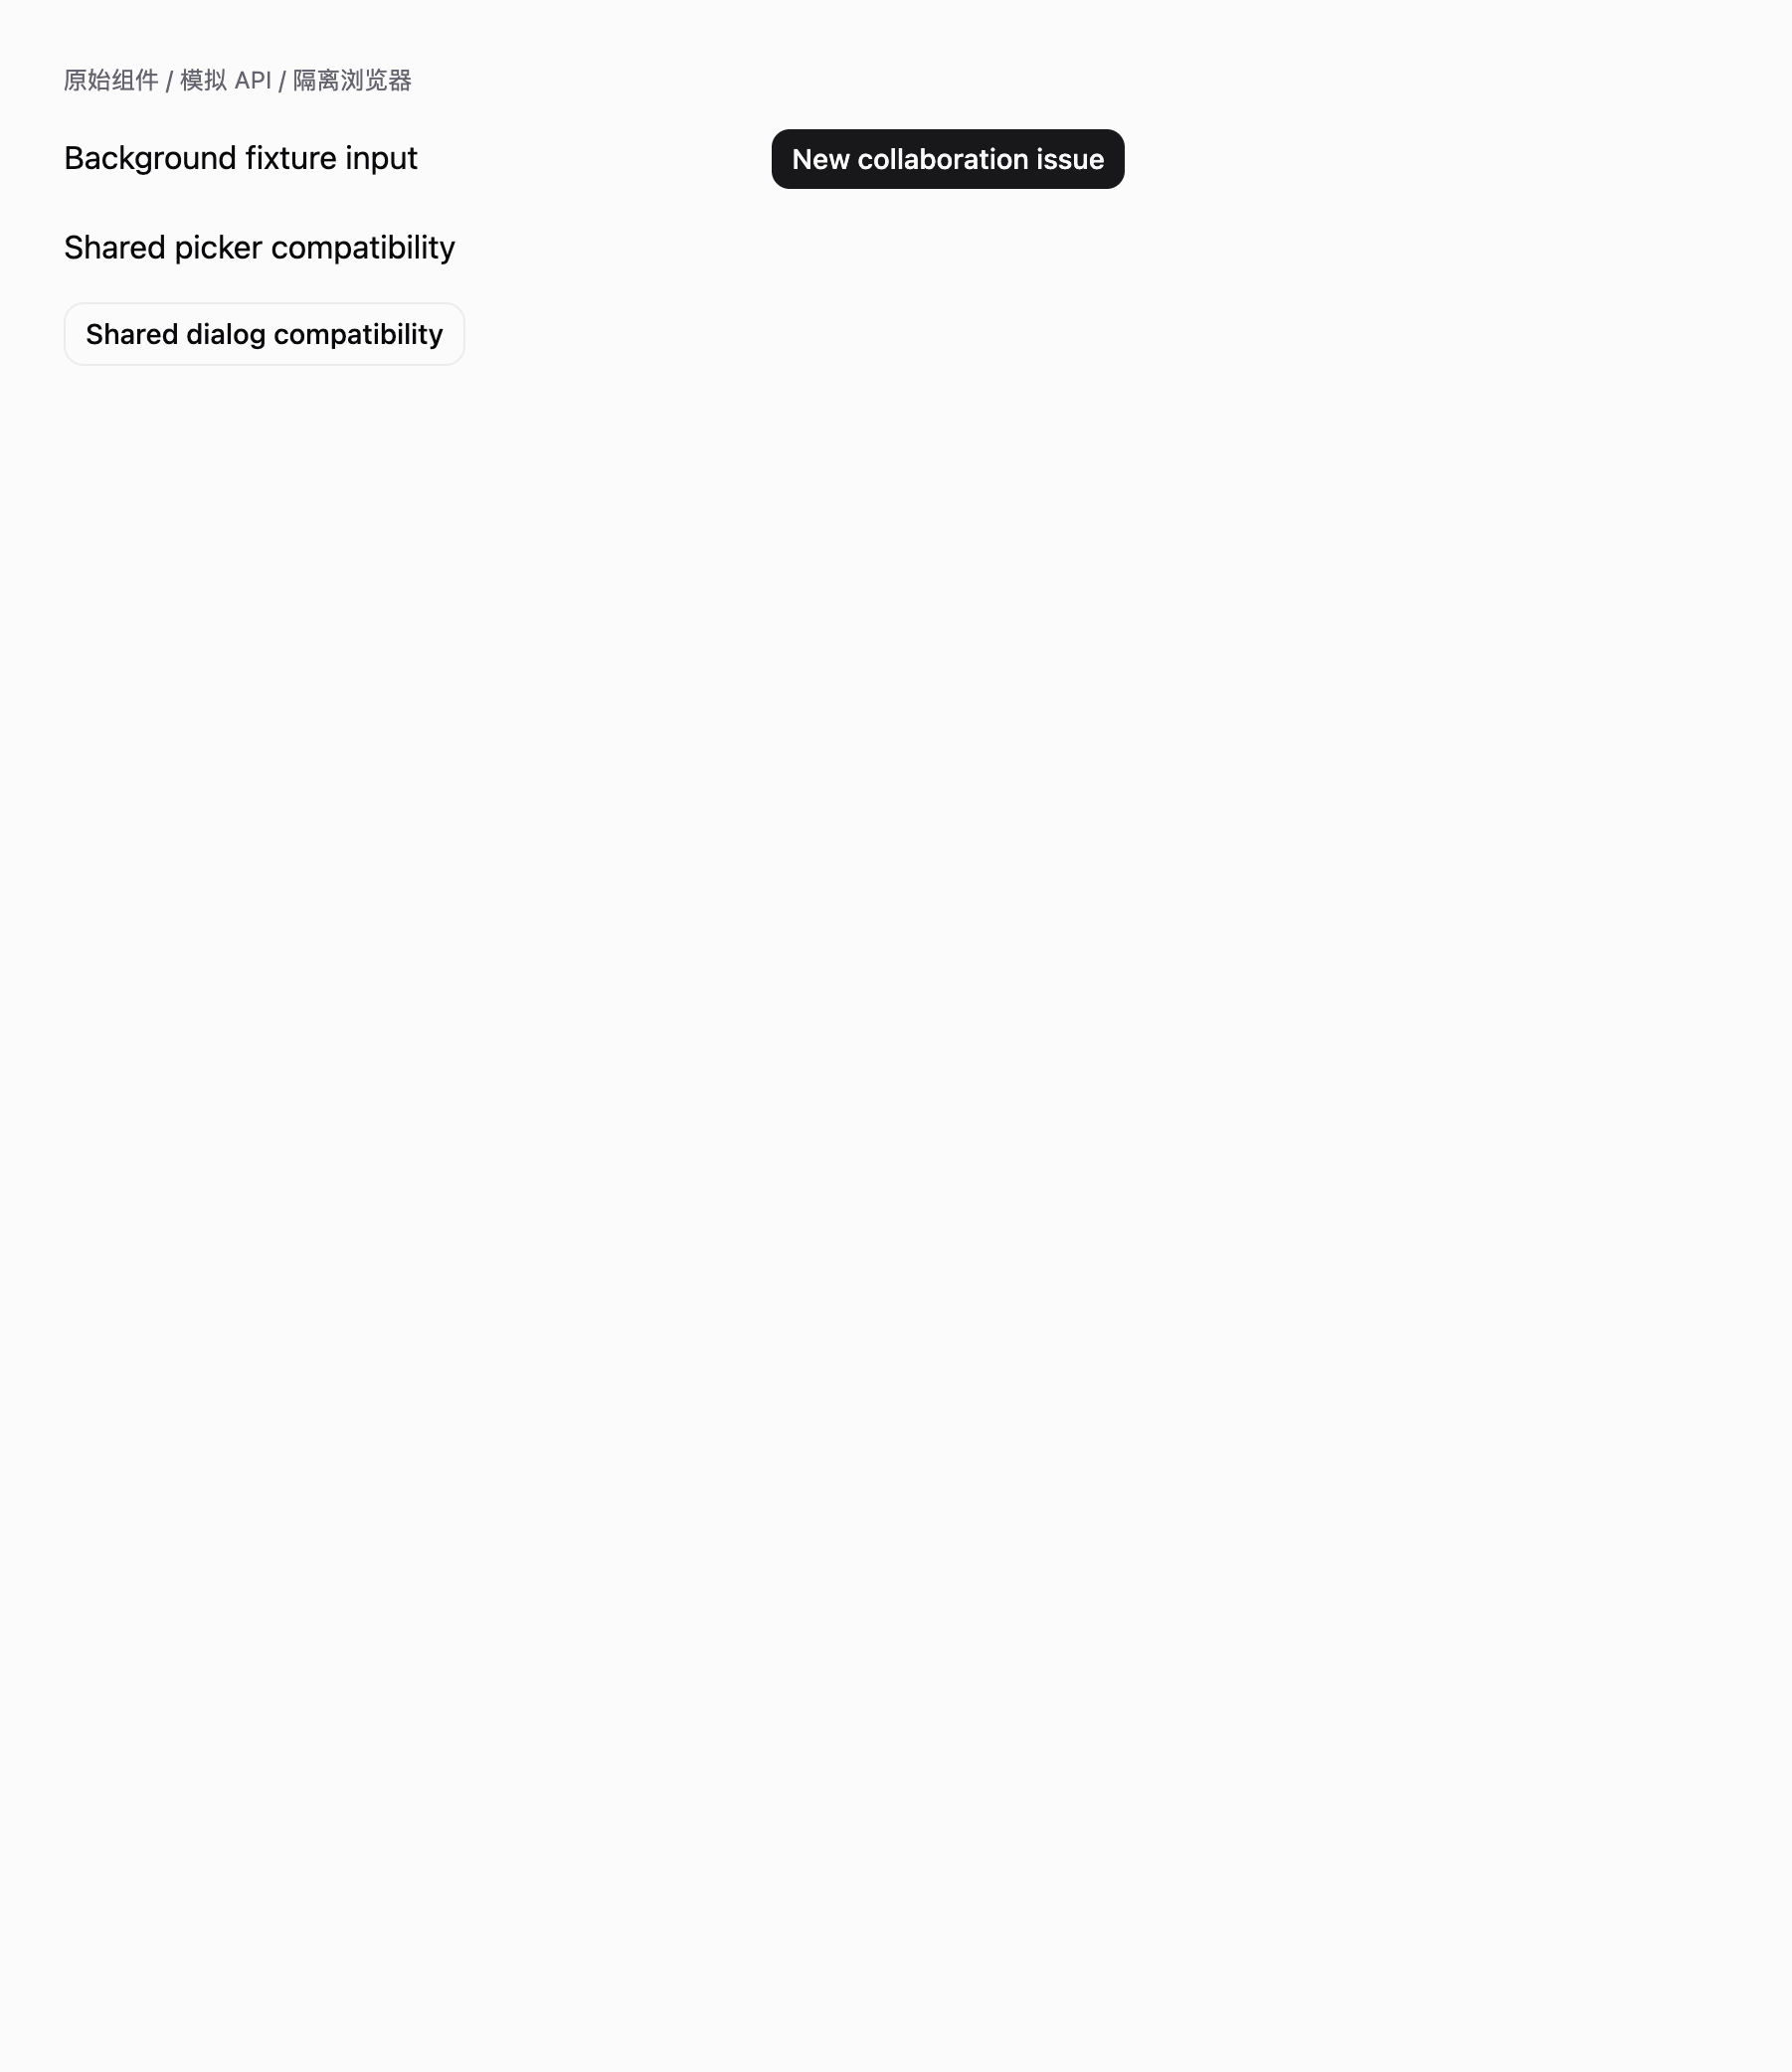 原始组件 / 模拟 API / 隔离浏览器
Background fixture input
New collaboration issue
Shared picker compatibility
Shared dialog compatibility